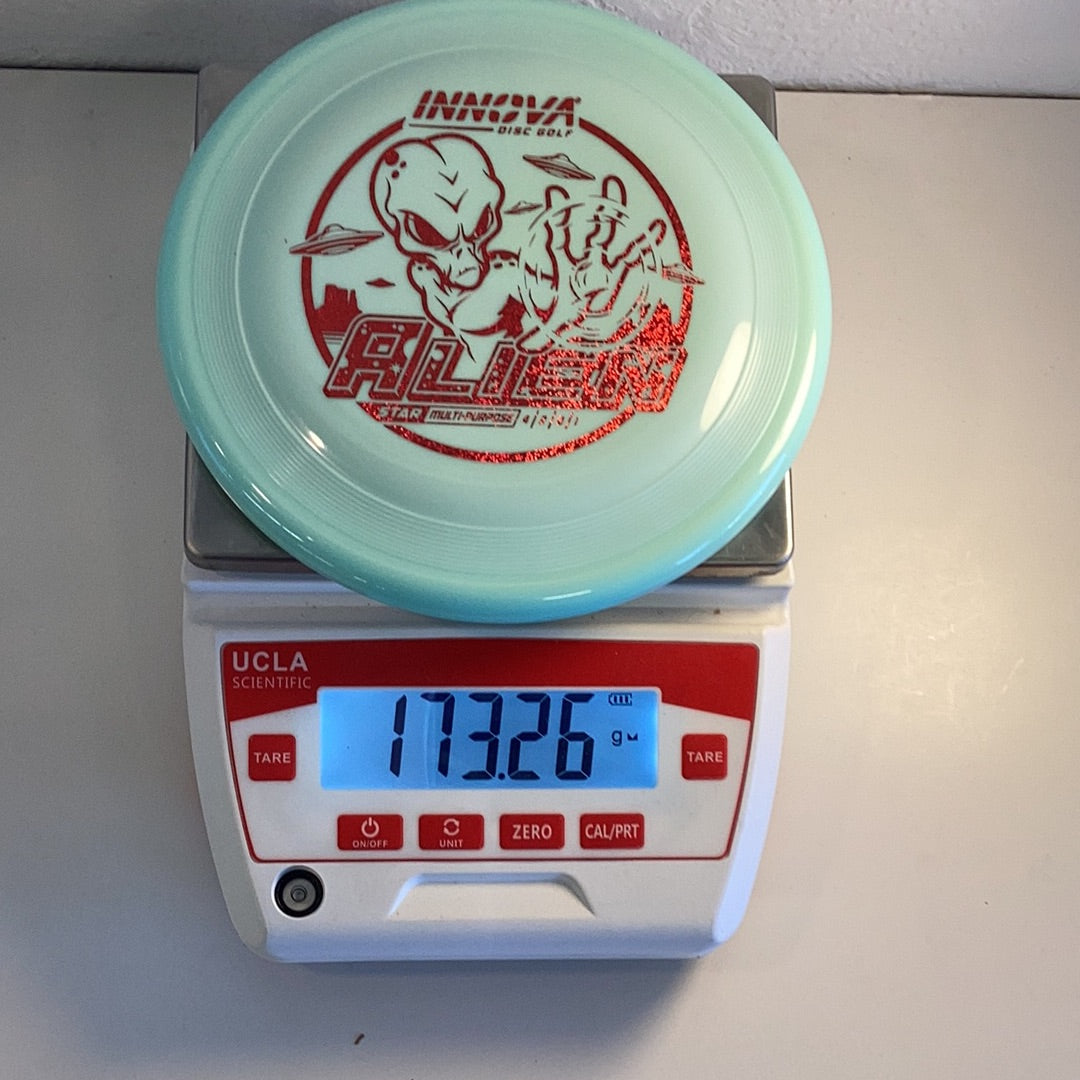 INNOVA
DISC GOLF
ALIEN
STAR MULTI-PURPOSE
UCLA
SCIENTIFIC
173.26 g
TARE
TARE
ON/OFF UNIT ZERO CAL/PRT